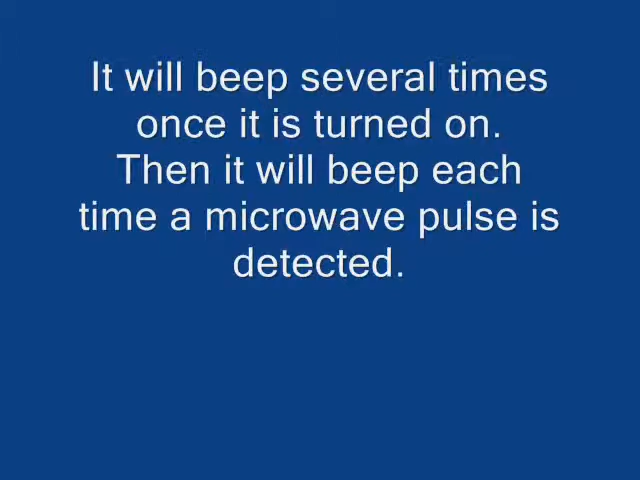 It will beep several times
once it is turned on.
Then it will beep each
time a microwave pulse is
detected.